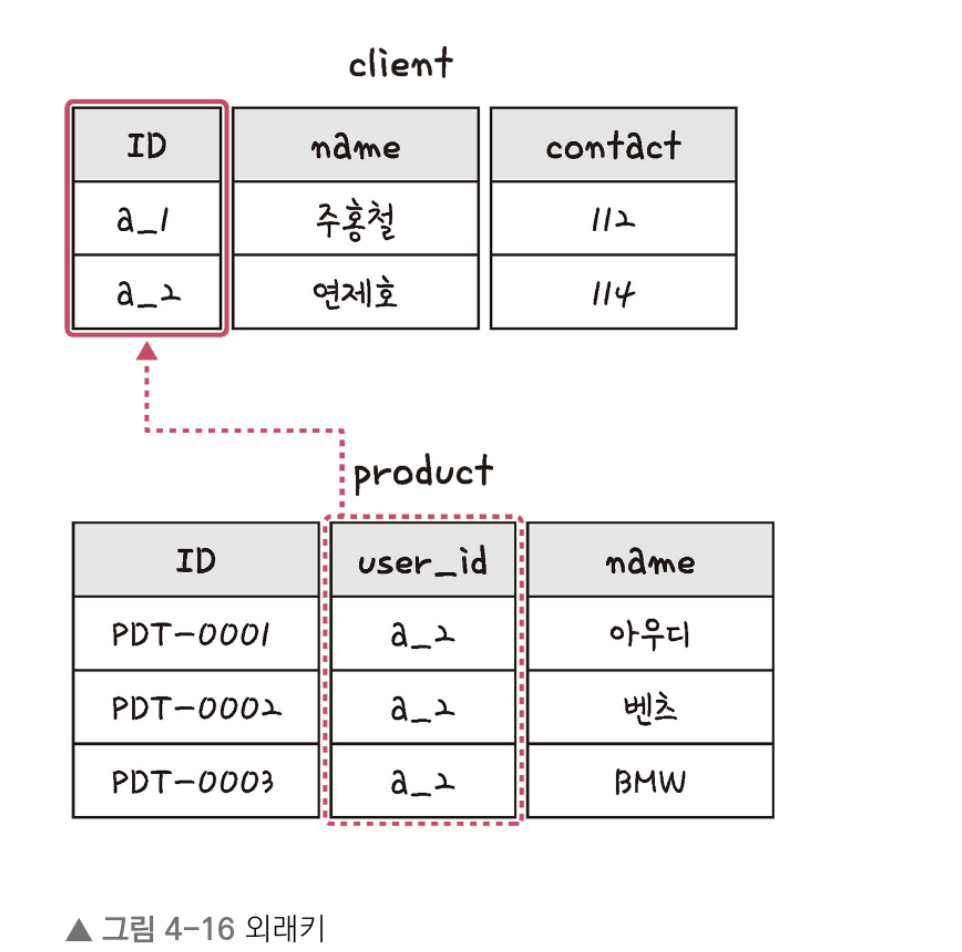 client
ID name contact
a_1 주홍철 112
a_2 연제호 114
product
ID user_id name
PDT-0001 a_2 아우디
PDT-0002 a_2 벤츠
PDT-0003 a_2 BMW
▲ 그림 4-16 외래키